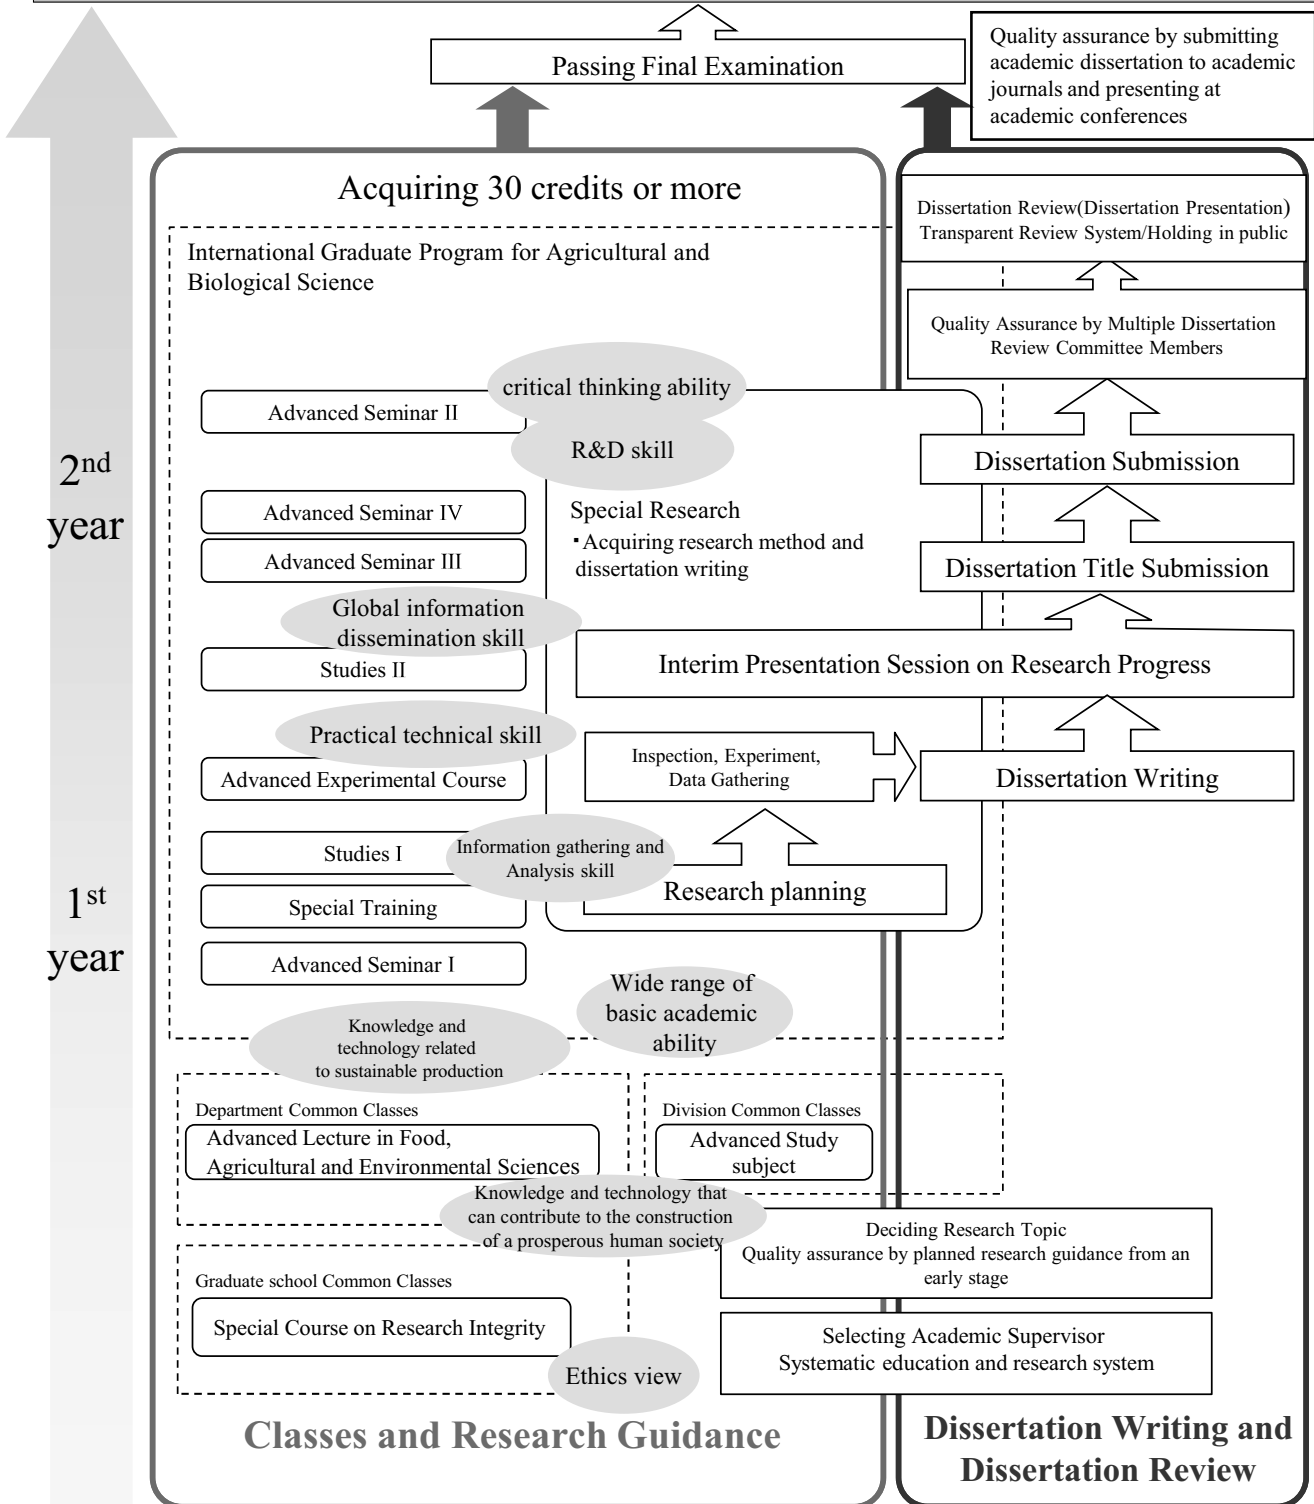 Passing Final Examination
Quality assurance by submitting
academic dissertation to academic
journals and presenting at
academic conferences
Acquiring 30 credits or more
Dissertation Review(Dissertation Presentation)
Transparent Review System/Holding in public
International Graduate Program for Agricultural and
Biological Science
Quality Assurance by Multiple Dissertation
Review Committee Members
critical thinking ability
Advanced Seminar II
R&D skill
Dissertation Submission
2nd
year
Advanced Seminar IV
Advanced Seminar III
Special Research
・Acquiring research method and
dissertation writing
Dissertation Title Submission
Global information
dissemination skill
Studies II
Interim Presentation Session on Research Progress
Practical technical skill
Advanced Experimental Course
Inspection, Experiment,
Data Gathering
Dissertation Writing
Studies I
Information gathering and
Analysis skill
Research planning
1st
year
Special Training
Advanced Seminar I
Wide range of
basic academic
ability
Knowledge and
technology related
to sustainable production
Department Common Classes
Advanced Lecture in Food,
Agricultural and Environmental Sciences
Division Common Classes
Advanced Study
subject
Knowledge and technology that
can contribute to the construction
of a prosperous human society
Deciding Research Topic
Quality assurance by planned research guidance from an
early stage
Graduate school Common Classes
Special Course on Research Integrity
Selecting Academic Supervisor
Systematic education and research system
Ethics view
Classes and Research Guidance
Dissertation Writing and
Dissertation Review